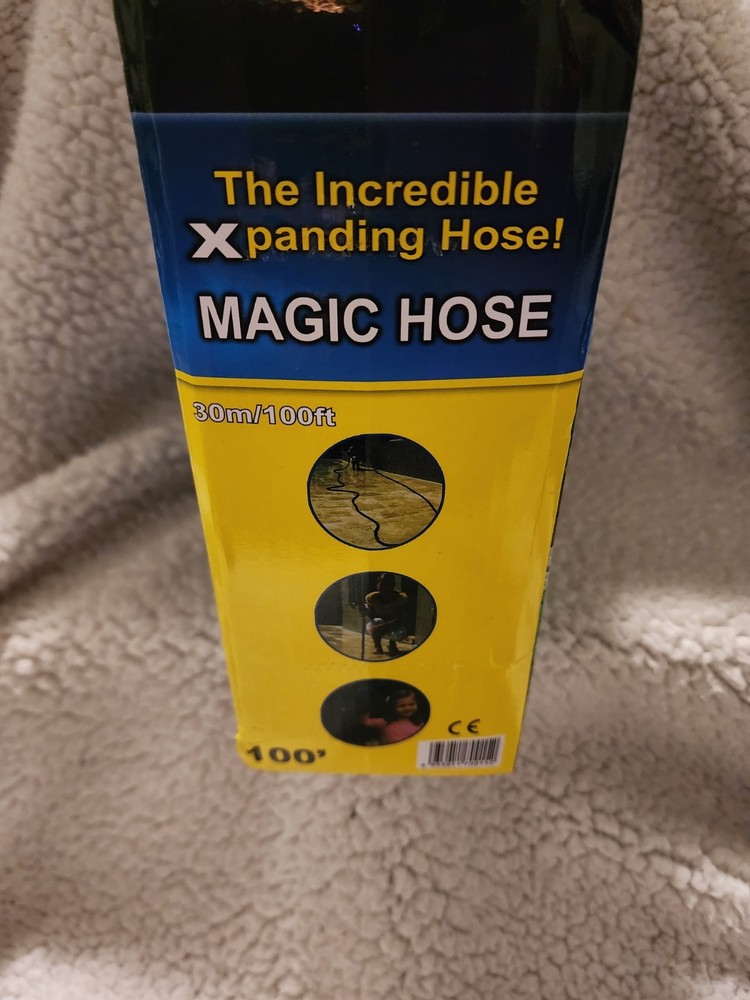 The Incredible
Xpanding Hose!
MAGIC HOSE
30m/100ft
CE
100'